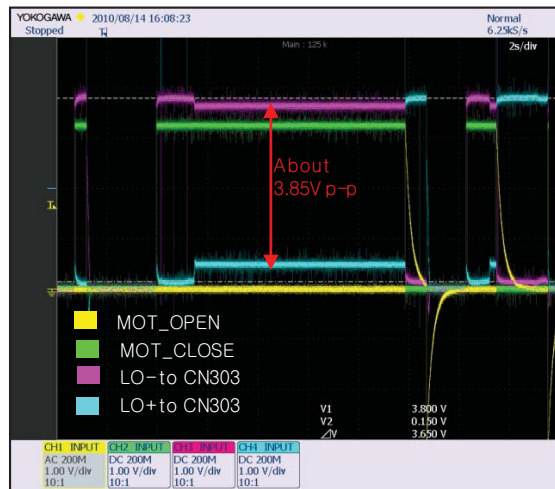 YOKOGAWA 2010/08/14 16:08:23
Stopped
Normal
6.25kS/s
Main : 125 k
2s/div
About
3.85V p-p
MOT_OPEN
MOT_CLOSE
LO-to CN303
LO+to CN303
V1 3.800 V
V2 0.150 V
⊿V 3.650 V
CH1 INPUT CH2 INPUT CH3 INPUT CH4 INPUT
AC 200M DC 200M DC 200M DC 200M
1.00 V/div 1.00 V/div 1.00 V/div 1.00 V/div
10:1 10:1 10:1 10:1